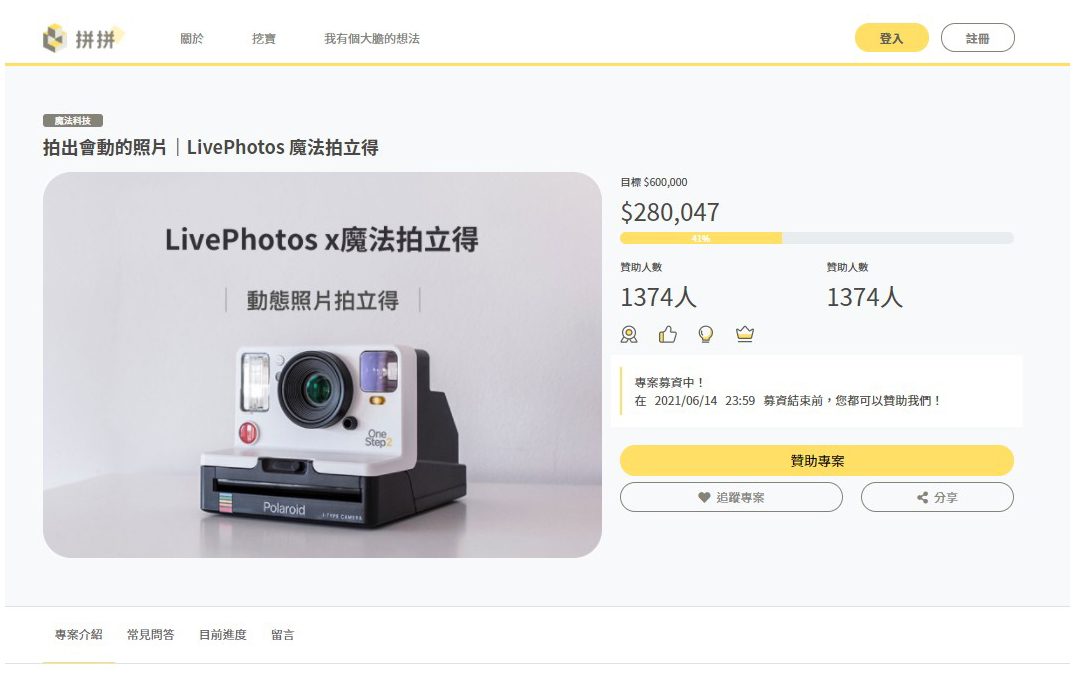 拼拼
關於
挖寶
我有個大膽的想法
登入
註冊
魔法科技
拍出會動的照片｜LivePhotos 魔法拍立得
LivePhotos x魔法拍立得
｜ 動態照片拍立得 ｜
One
Step2
Polaroid
i-TYPE CAMERA
目標 $600,000
$280,047
41%
贊助人數
1374人
贊助人數
1374人
專案募資中！
在 2021/06/14 23:59 募資結束前，您都可以贊助我們！
贊助專案
追蹤專案
分享
專案介紹
常見問答
目前進度
留言